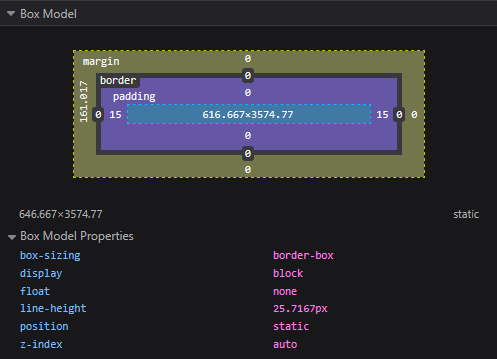 Box Model
margin
0
border
0
padding
0
161.017
0
15
616.667×3574.77
15
0
0
0
0
0
646.667×3574.77
static
Box Model Properties
box-sizing border-box
display block
float none
line-height 25.7167px
position static
z-index auto